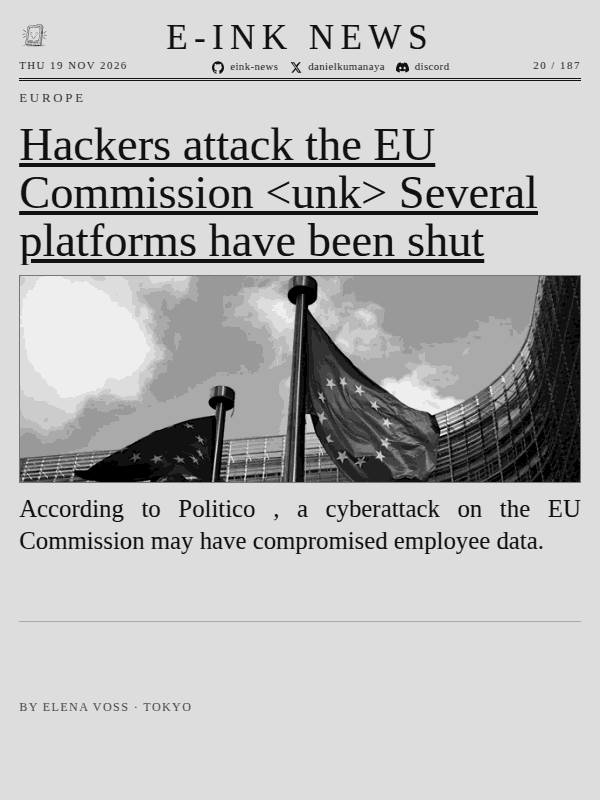 E-INK NEWS
THU 19 NOV 2026
eink-news danielkumanaya discord
20 / 187
EUROPE
Hackers attack the EU
Commission <unk> Several
platforms have been shut
According to Politico , a cyberattack on the EU
Commission may have compromised employee data.
BY ELENA VOSS · TOKYO